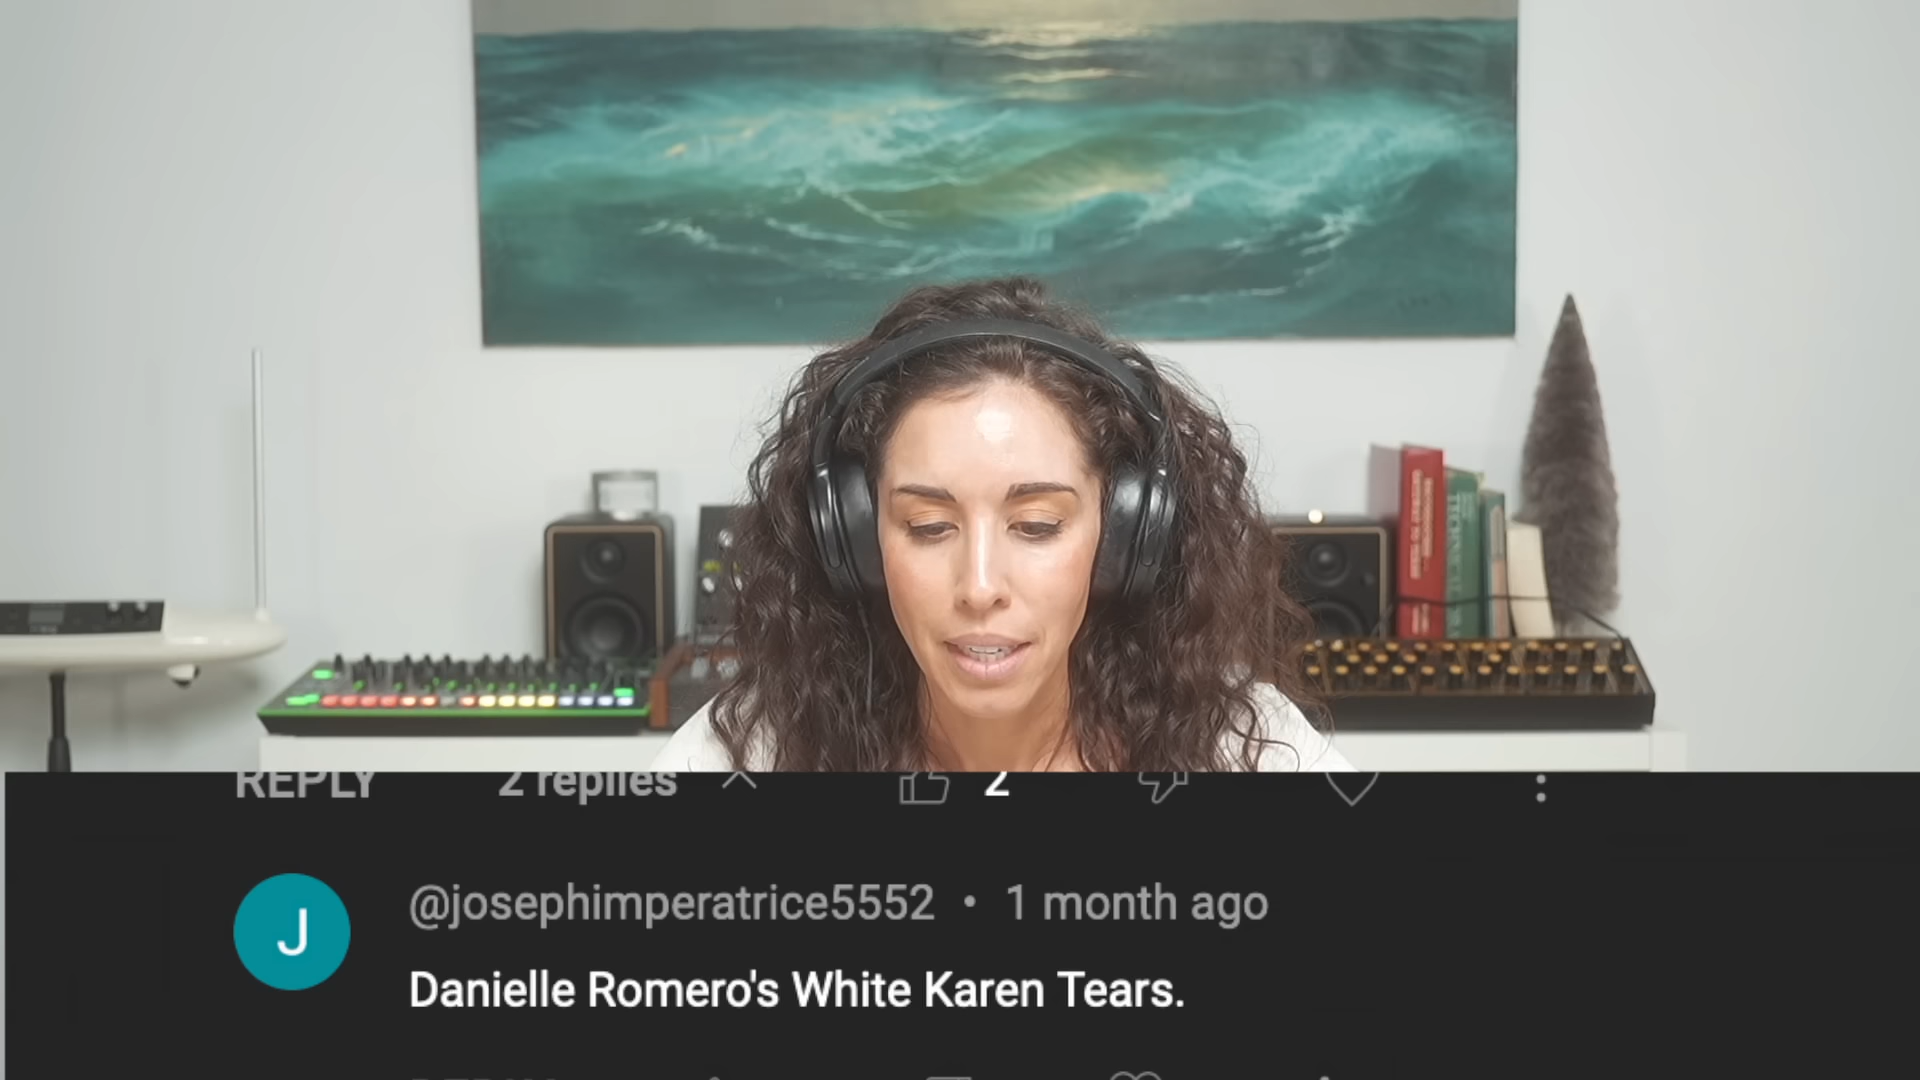 REPLY 2 replies 2
J
@josephimperatrice5552 • 1 month ago
Danielle Romero's White Karen Tears.